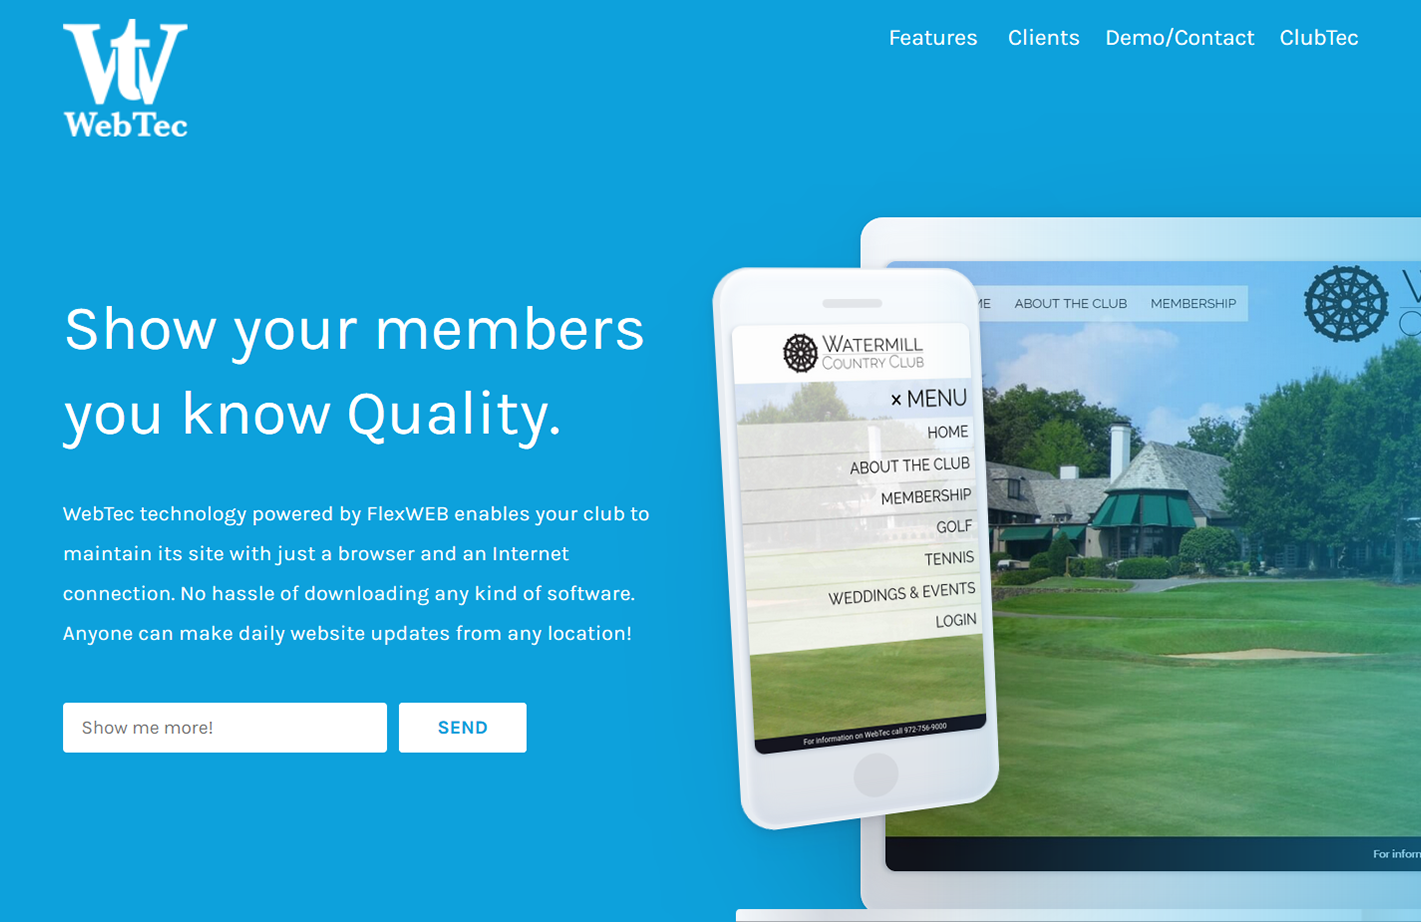 WebTec
Features Clients Demo/Contact ClubTec
Show your members
you know Quality.
WebTec technology powered by FlexWEB enables your club to
maintain its site with just a browser and an Internet
connection. No hassle of downloading any kind of software.
Anyone can make daily website updates from any location!
Show me more!
SEND
WATERMILL
COUNTRY CLUB
× MENU
HOME
ABOUT THE CLUB
MEMBERSHIP
GOLF
TENNIS
WEDDINGS & EVENTS
LOGIN
For information on WebTec call 972-756-9000
ME ABOUT THE CLUB MEMBERSHIP
For inform